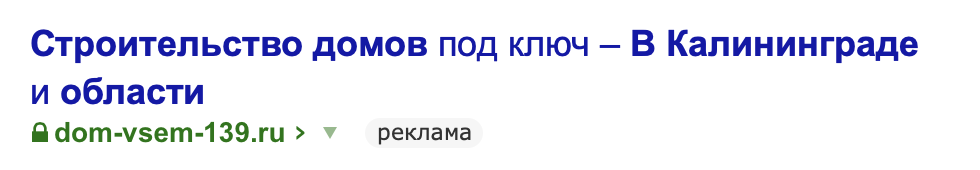 Строительство домов под ключ – В Калининграде
и области
dom-vsem-139.ru › реклама